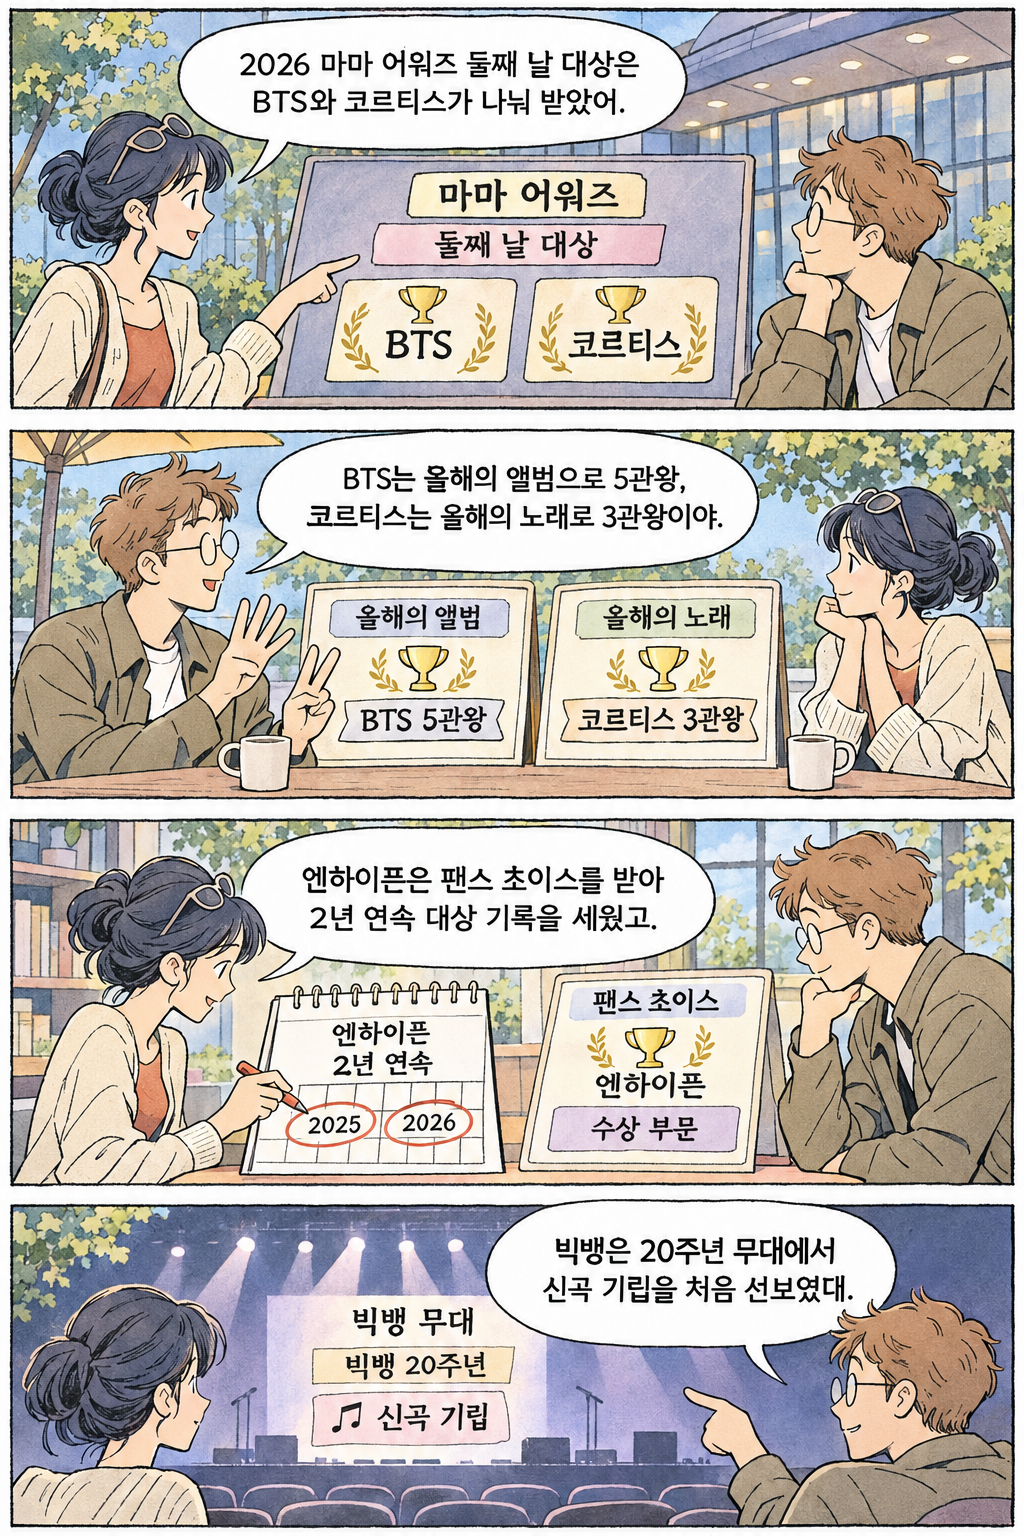 2026 마마 어워즈 둘째 날 대상은
BTS와 코르티스가 나눠 받았어.
마마 어워즈
둘째 날 대상
BTS
코르티스
BTS는 올해의 앨범으로 5관왕,
코르티스는 올해의 노래로 3관왕이야.
올해의 앨범
BTS 5관왕
올해의 노래
코르티스 3관왕
엔하이픈은 팬스 초이스를 받아
2년 연속 대상 기록을 세웠고.
엔하이픈
2년 연속
2025
2026
팬스 초이스
엔하이픈
수상 부문
빅뱅은 20주년 무대에서
신곡 기립을 처음 선보였대.
빅뱅 무대
빅뱅 20주년
신곡 기립